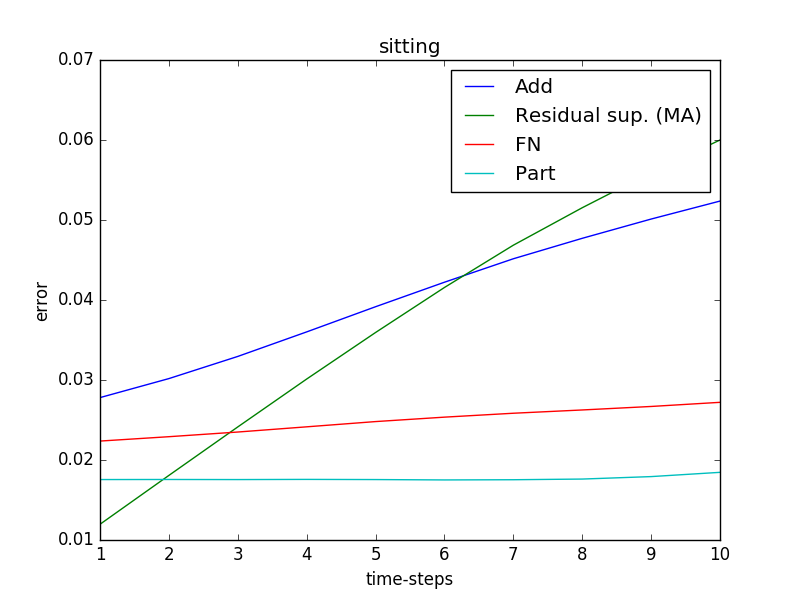 sitting
0.07
0.06
0.05
0.04
0.03
0.02
0.01
error
Add
Residual sup. (MA)
FN
Part
1 2 3 4 5 6 7 8 9 10
time-steps